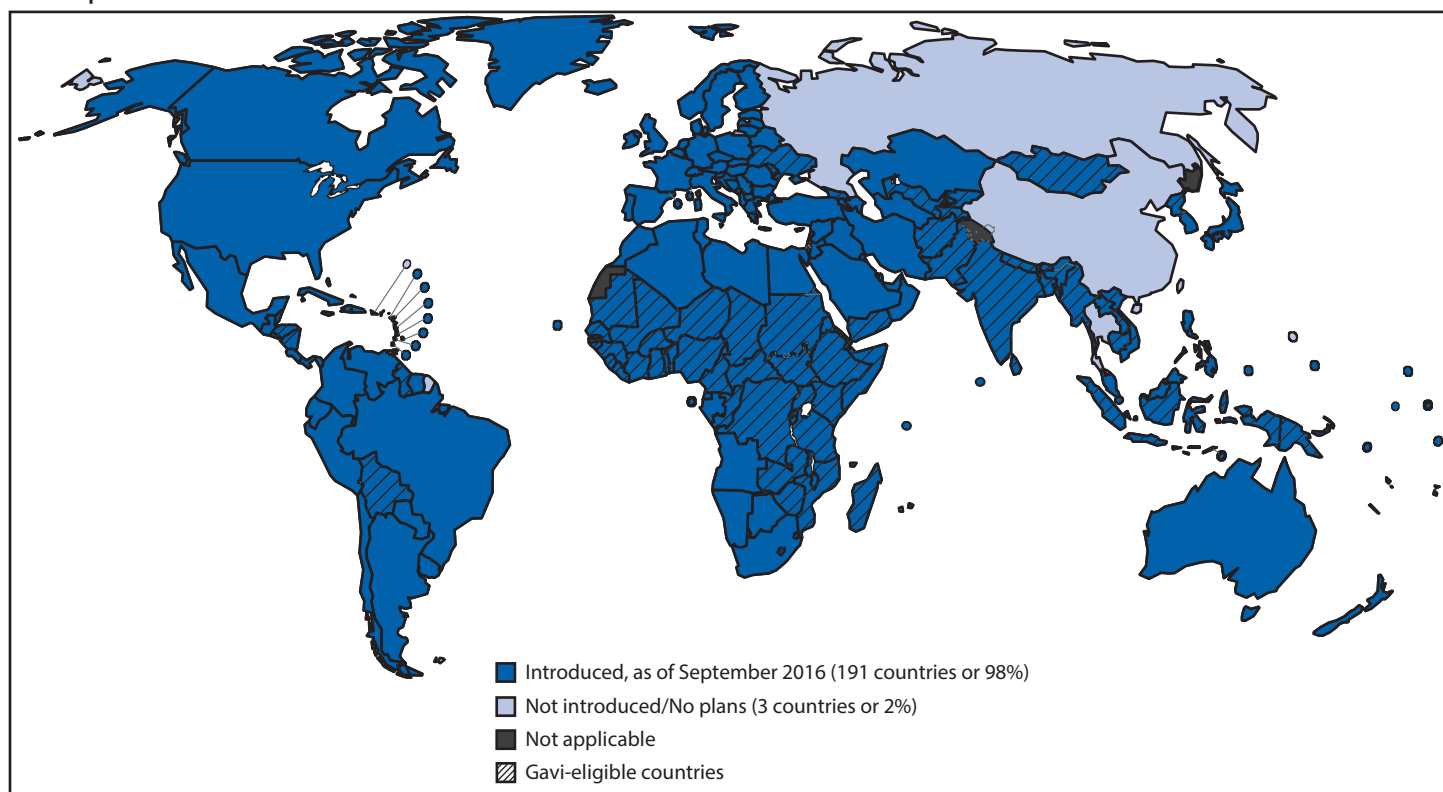 Introduced, as of September 2016 (191 countries or 98%)
Not introduced/No plans (3 countries or 2%)
Not applicable
Gavi-eligible countries